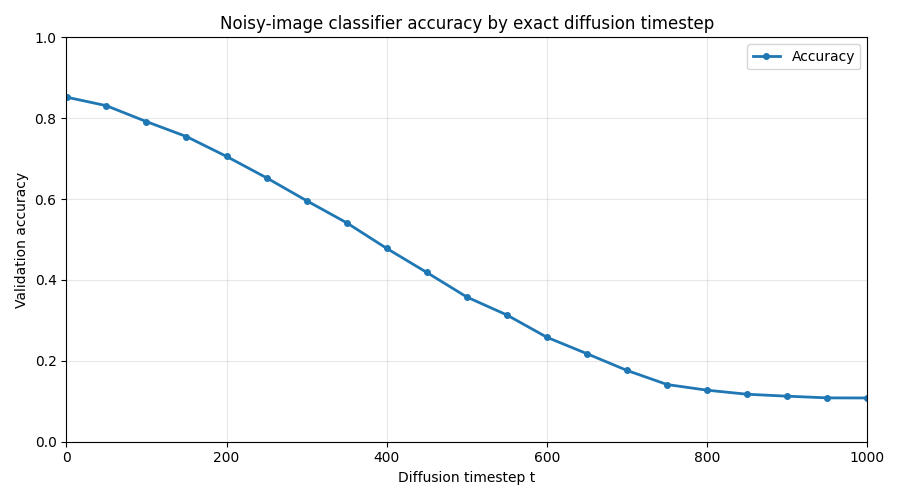 Noisy-image classifier accuracy by exact diffusion timestep
Accuracy
Validation accuracy
1.0
0.8
0.6
0.4
0.2
0.0
0 200 400 600 800 1000
Diffusion timestep t